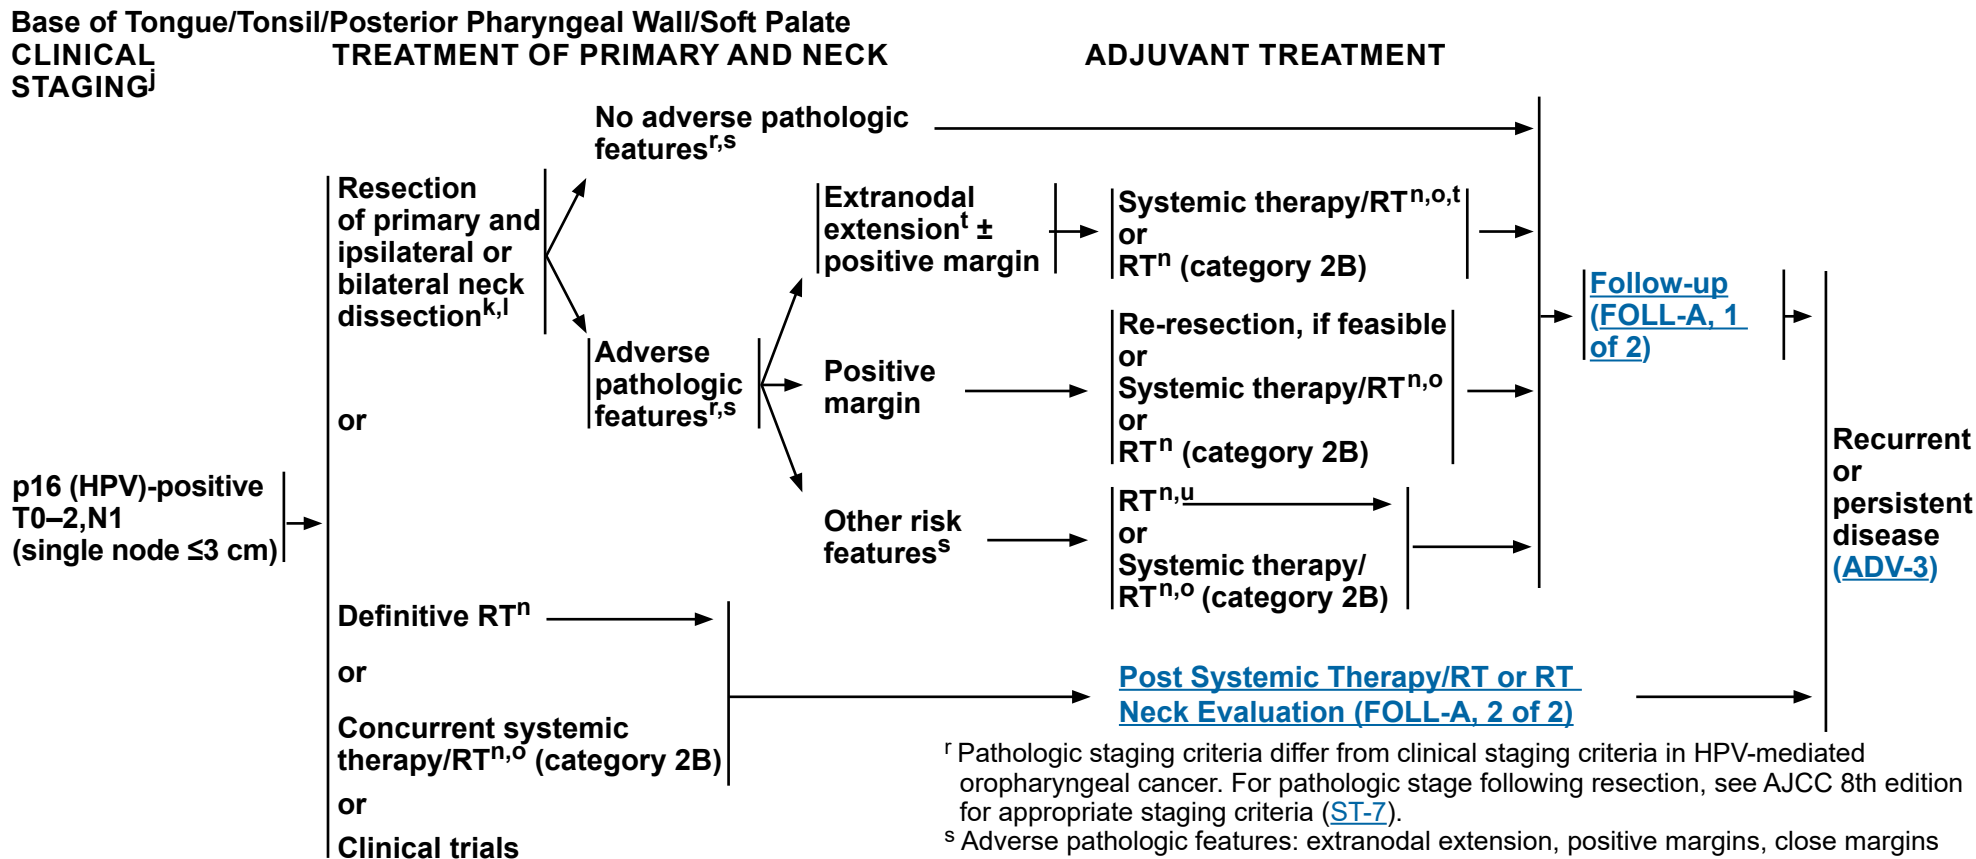 Base of Tongue/Tonsil/Posterior Pharyngeal Wall/Soft Palate
CLINICAL
STAGINGj
TREATMENT OF PRIMARY AND NECK
ADJUVANT TREATMENT
p16 (HPV)-positive
T0–2,N1
(single node ≤3 cm)
Resection
of primary and
ipsilateral or
bilateral neck
dissectionk,l
or
Definitive RTn
or
Concurrent systemic
therapy/RTn,o (category 2B)
or
Clinical trials
No adverse pathologic
featuresr,s
Adverse
pathologic
featuresr,s
Extranodal
extensiont ±
positive margin
Positive
margin
Other risk
featuress
Systemic therapy/RTn,o,t
or
RTn (category 2B)
Re-resection, if feasible
or
Systemic therapy/RTn,o
or
RTn (category 2B)
RTn,u
or
Systemic therapy/
RTn,o (category 2B)
Post Systemic Therapy/RT or RT
Neck Evaluation (FOLL-A, 2 of 2)
Follow-up
(FOLL-A, 1
of 2)
Recurrent
or
persistent
disease
(ADV-3)
r Pathologic staging criteria differ from clinical staging criteria in HPV-mediated
oropharyngeal cancer. For pathologic stage following resection, see AJCC 8th edition
for appropriate staging criteria (ST-7).
s Adverse pathologic features: extranodal extension, positive margins, close margins